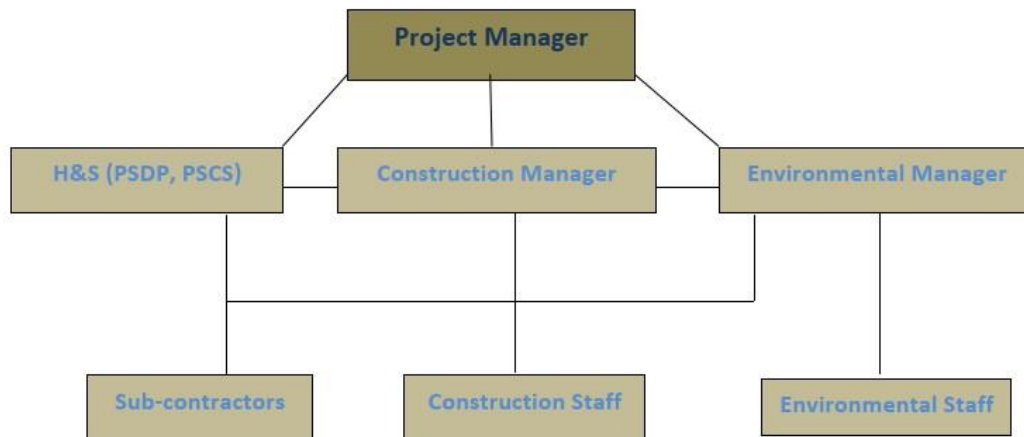 Project Manager
H&S (PSDP, PSCS)
Construction Manager
Environmental Manager
Sub-contractors
Construction Staff
Environmental Staff